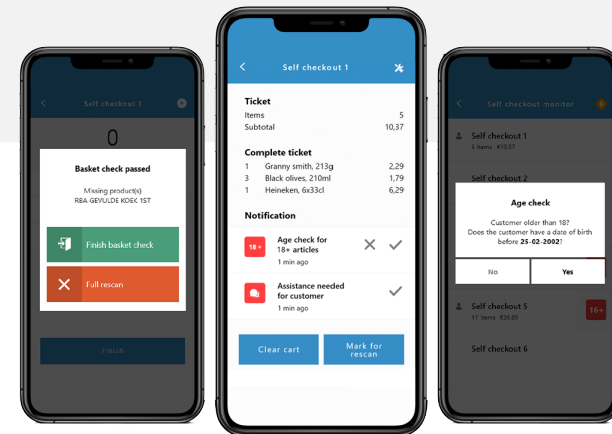 Self checkout 1
0
Basket check passed
Missing product(s)
RBA GEVULDE KOEK 1ST
Finish basket check
Full rescan
Finish
Self checkout 1
Ticket
Items 5
Subtotal 10,37
Complete ticket
1 Granny smith, 213g 2,29
3 Black olives, 210ml 1,79
1 Heineken, 6x33cl 6,29
Notification
18+
Age check for
18+ articles
1 min ago
Assistance needed
for customer
1 min ago
Clear cart
Mark for
rescan
Self checkout monitor
Self checkout 1
5 items €10,37
Self checkout 2
Age check
Customer older than 18?
Does the customer have a date of birth
before 25-02-2002?
No Yes
Self checkout 5
11 items €39,89
16+
Self checkout 6